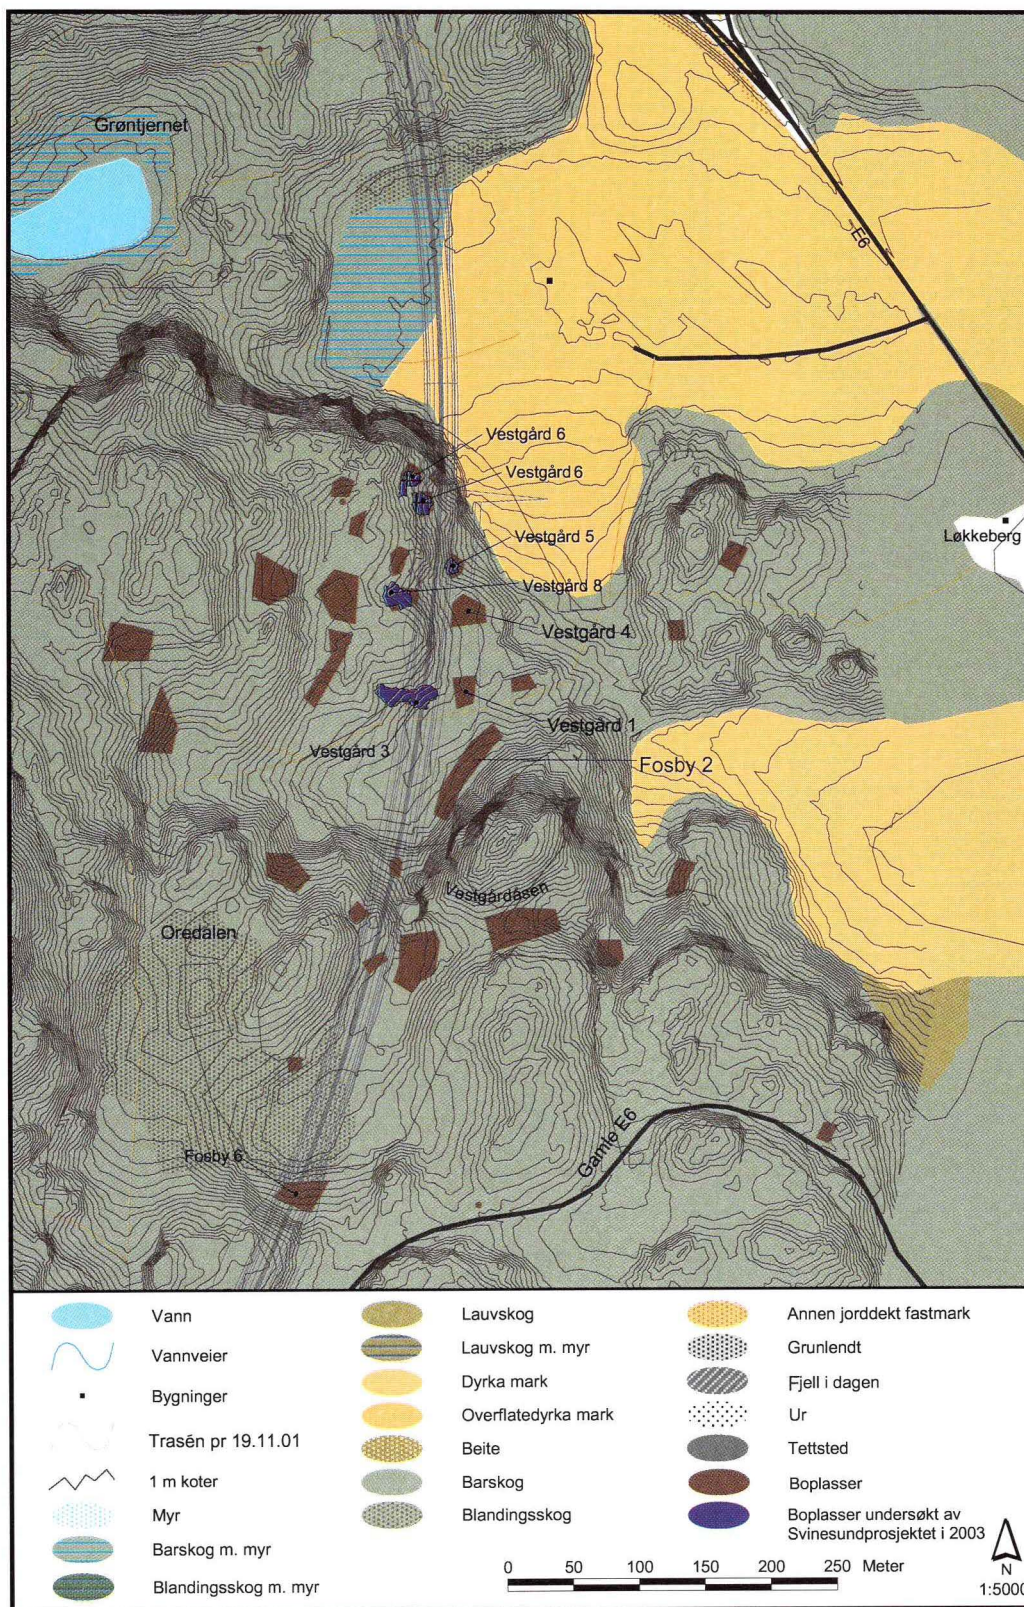 Grøntjernet
E6
Vestgård 6
Vestgård 6
Vestgård 5
Løkkeberg
Vestgård 8
Vestgård 4
Vestgård 1
Vestgård 3
Fosby 2
Vestgårdåsen
Oredalen
Gamle E6
Fosby 6
Vann
Vannveier
Bygninger
Trasén pr 19.11.01
1 m koter
Myr
Barskog m. myr
Blandingsskog m. myr
Lauvskog
Lauvskog m. myr
Dyrka mark
Overflatedyrka mark
Beite
Barskog
Blandingsskog
Annen jorddekt fastmark
Grunlendt
Fjell i dagen
Ur
Tettsted
Boplasser
Boplasser undersøkt av
Svinesundprosjektet i 2003
0 50 100 150 200 250 Meter
N
1:5000